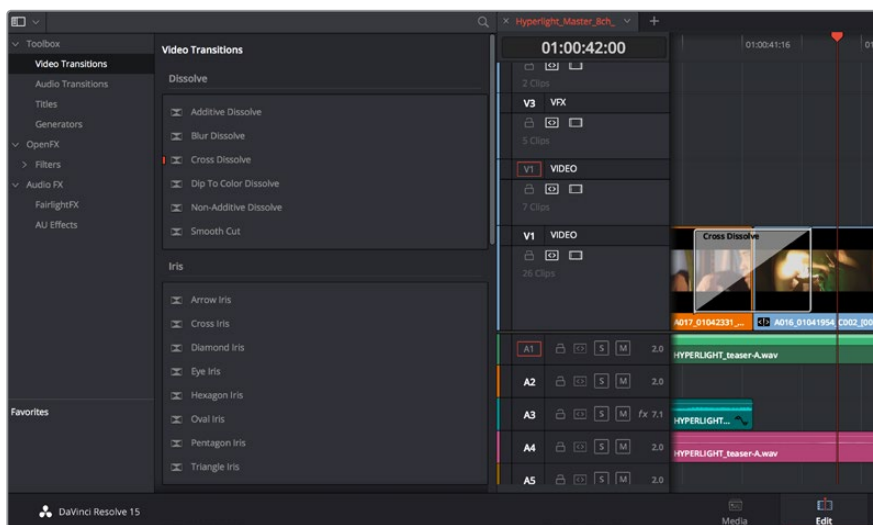 Hyperlight_Master_8ch_
Toolbox
Video Transitions
Audio Transitions
Titles
Generators
OpenFX
Filters
Audio FX
FairlightFX
AU Effects
Favorites
Video Transitions
Dissolve
Additive Dissolve
Blur Dissolve
Cross Dissolve
Dip To Color Dissolve
Non-Additive Dissolve
Smooth Cut
Iris
Arrow Iris
Cross Iris
Diamond Iris
Eye Iris
Hexagon Iris
Oval Iris
Pentagon Iris
Triangle Iris
01:00:42:00
01:00:41:16
01
2 Clips
V3 VFX
5 Clips
V1 VIDEO
7 Clips
V1 VIDEO
26 Clips
Cross Dissolve
A017_01042331_...
A016_01041954_C002_[00
A1 S M 2.0
HYPERLIGHT_teaser-A.wav
A2 S M 2.0
A3 S M fx 7.1
HYPERLIGHT...
A4 S M 2.0
HYPERLIGHT_teaser-A.wav
A5 S M 2.0
DaVinci Resolve 15
Media
Edit